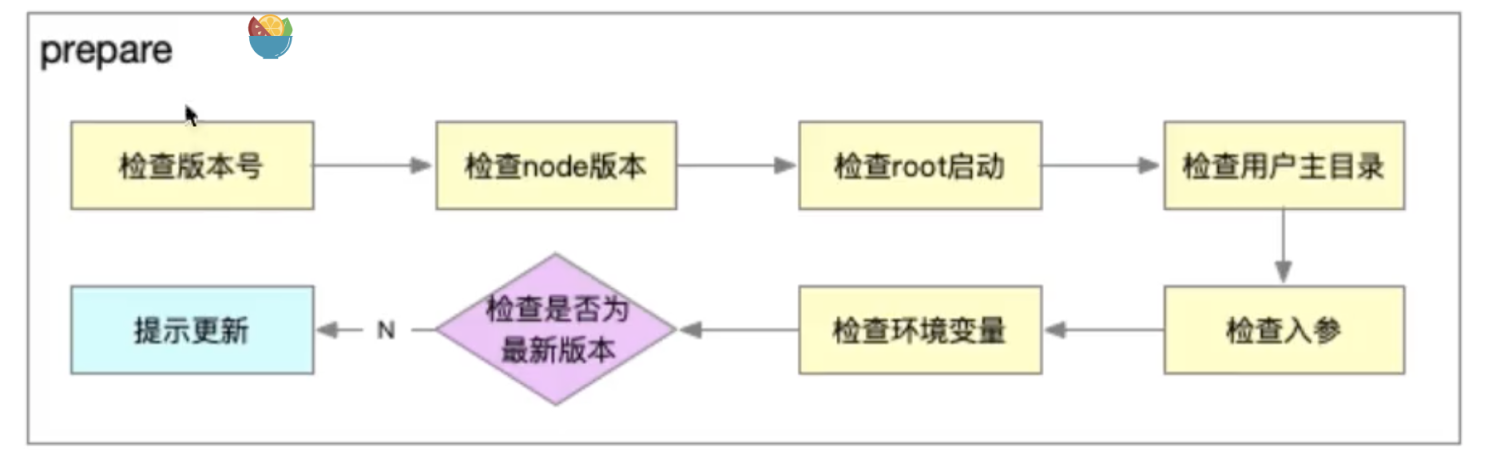 prepare
检查版本号
检查node版本
检查root启动
检查用户主目录
检查入参
检查环境变量
检查是否为
最新版本
N
提示更新